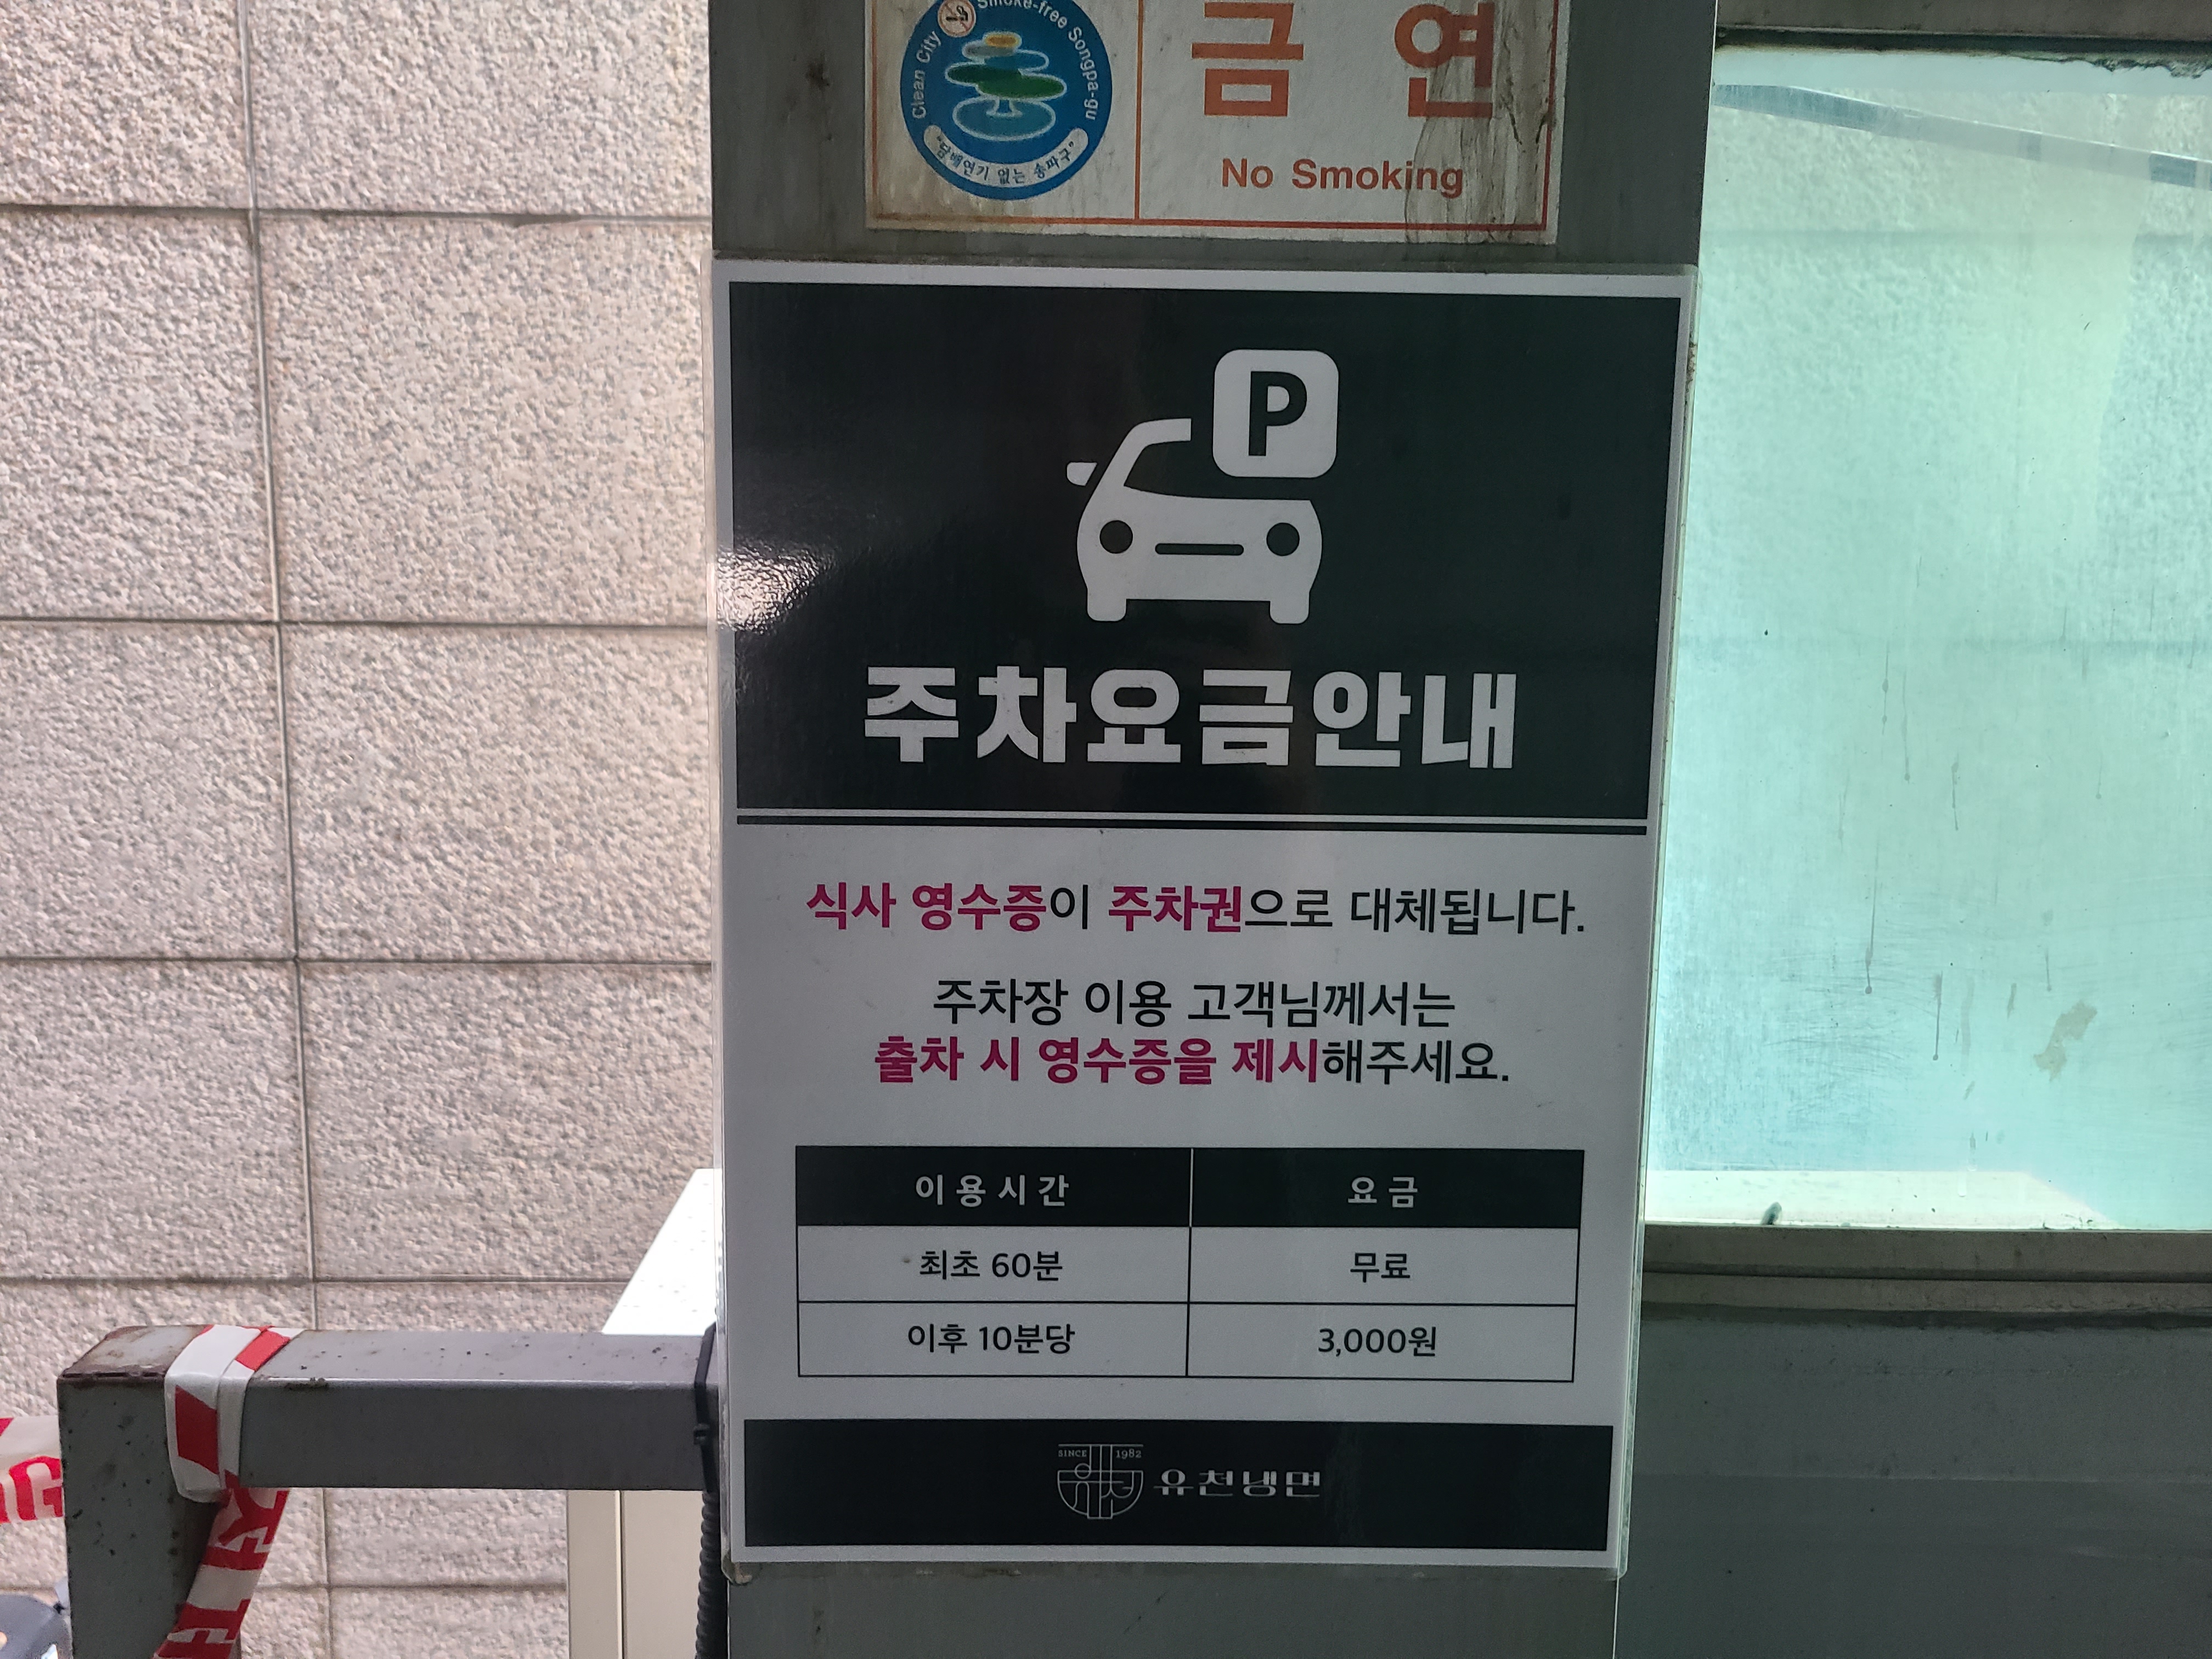 Clean City Smoke-free Songpa-gu
"담배연기 없는 송파구"
금 연
No Smoking
P
주차요금안내
식사 영수증이 주차권으로 대체됩니다.
주차장 이용 고객님께서는
출차 시 영수증을 제시해주세요.
이용시간 요금
최초 60분 무료
이후 10분당 3,000원
SINCE 1982
유천냉면